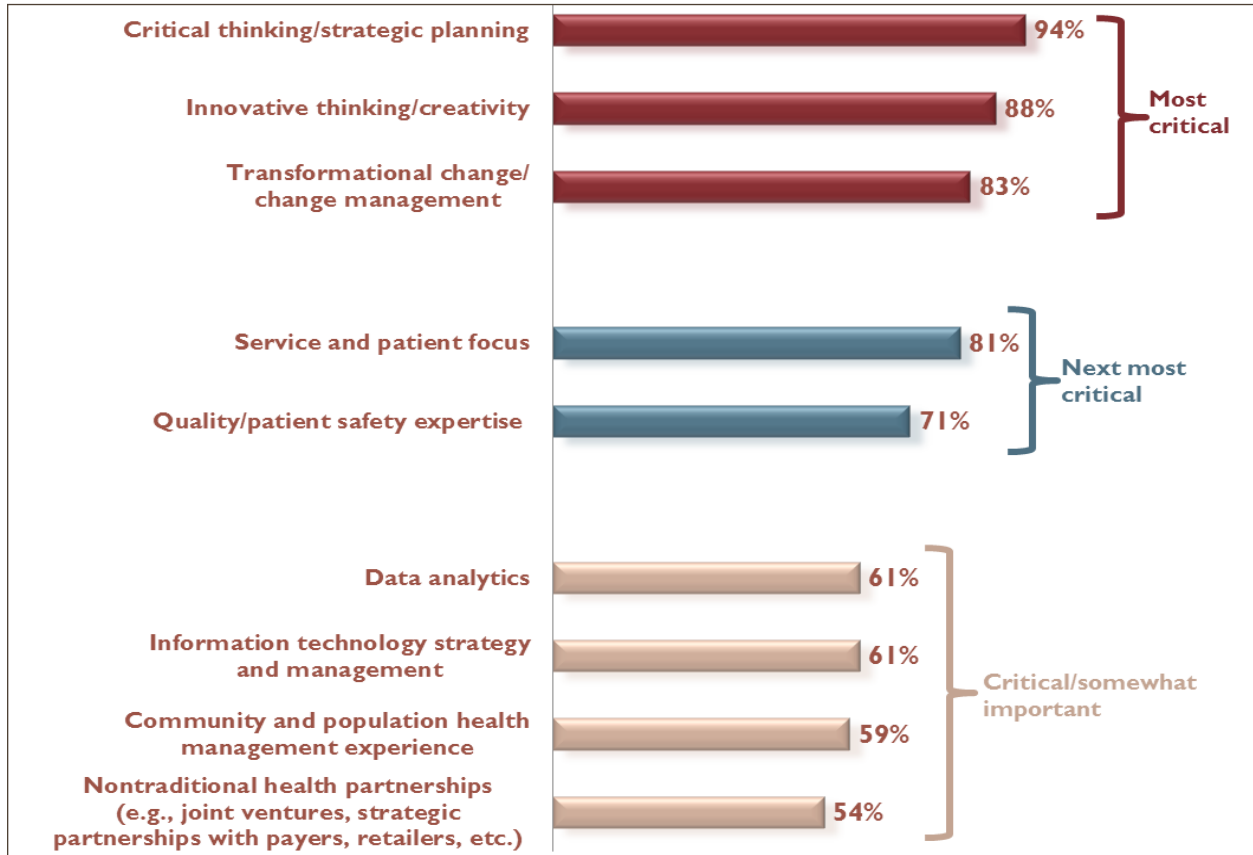 Critical thinking/strategic planning
94%
Innovative thinking/creativity
88%
Transformational change/
change management
83%
Most
critical
Service and patient focus
81%
Quality/patient safety expertise
71%
Next most
critical
Data analytics
61%
Information technology strategy
and management
61%
Community and population health
management experience
59%
Nontraditional health partnerships
(e.g., joint ventures, strategic
partnerships with payers, retailers, etc.)
54%
Critical/somewhat
important